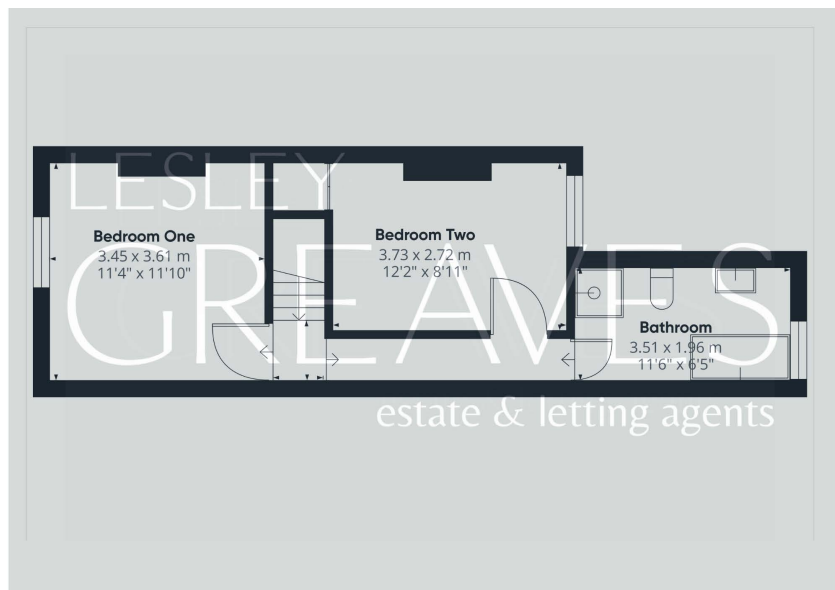 LESLEY
GREAVES
estate & letting agents
Bedroom One
3.45 x 3.61 m
11'4" x 11'10"
Bedroom Two
3.73 x 2.72 m
12'2" x 8'11"
Bathroom
3.51 x 1.96 m
11'6" x 6'5"